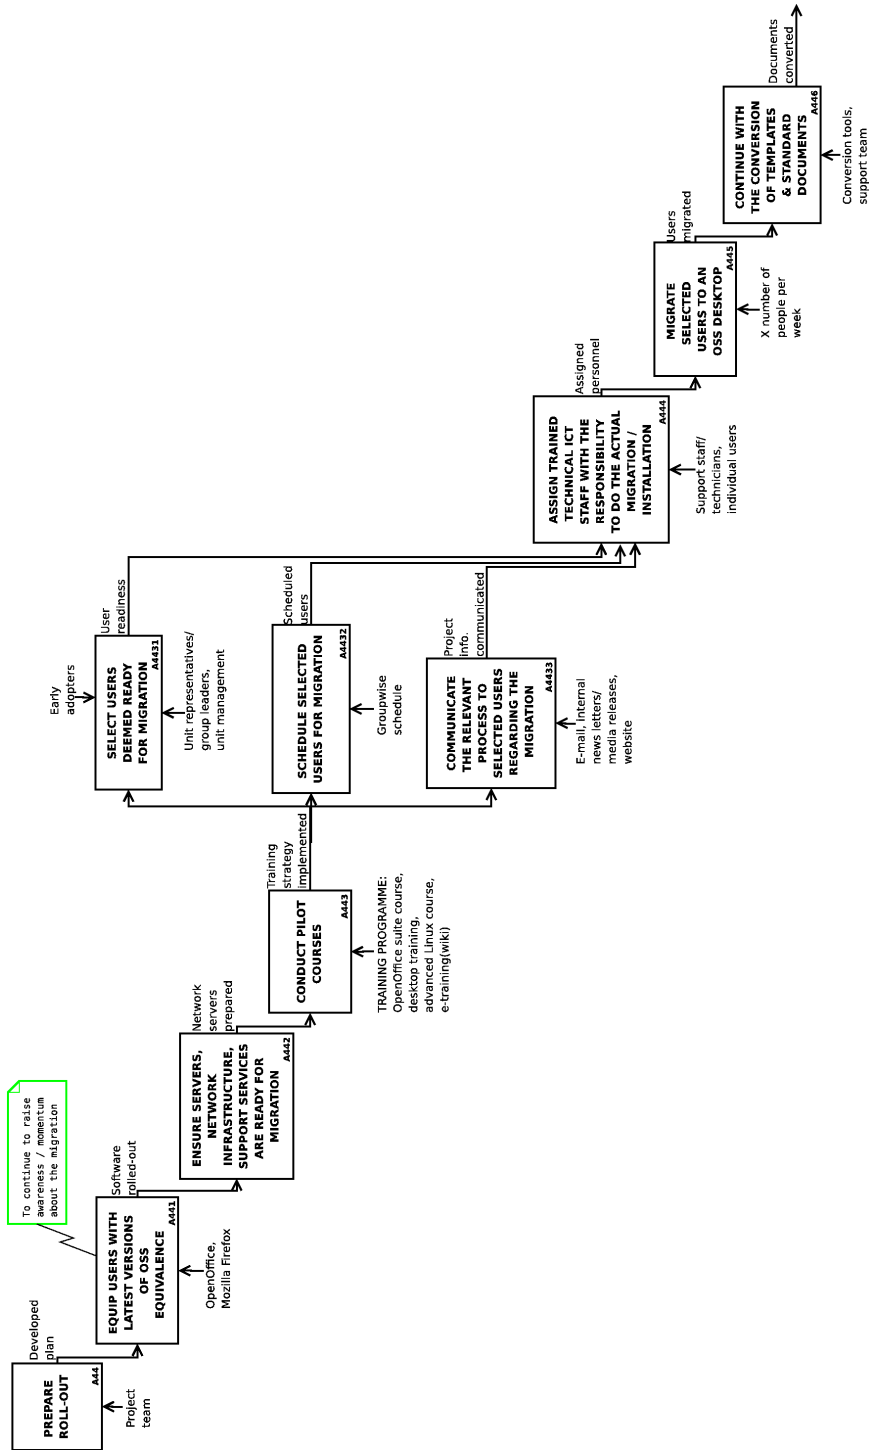 PREPARE
ROLL-OUT
A44
Project
team
Developed
plan
EQUIP USERS WITH
LATEST VERSIONS
OF OSS
EQUIVALENCE
A441
OpenOffice,
Mozilla Firefox
To continue to raise
awareness / momentum
about the migration
Software
rolled-out
ENSURE SERVERS,
NETWORK
INFRASTRUCTURE,
SUPPORT SERVICES
ARE READY FOR
MIGRATION
A442
Network
servers
prepared
CONDUCT PILOT
COURSES
A443
TRAINING PROGRAMME:
OpenOffice suite course,
desktop training,
advanced Linux course,
e-training(wiki)
Training
strategy
implemented
Early
adopters
SELECT USERS
DEEMED READY
FOR MIGRATION
A4431
Unit representatives/
group leaders,
unit management
User
readiness
SCHEDULE SELECTED
USERS FOR MIGRATION
A4432
Groupwise
schedule
Scheduled
users
COMMUNICATE
THE RELEVANT
PROCESS TO
SELECTED USERS
REGARDING THE
MIGRATION
A4433
E-mail, Internal
news letters/
media releases,
website
Project
info.
communicated
ASSIGN TRAINED
TECHNICAL ICT
STAFF WITH THE
RESPONSIBILITY
TO DO THE ACTUAL
MIGRATION /
INSTALLATION
A444
Support staff/
technicians,
individual users
Assigned
personnel
MIGRATE
SELECTED
USERS TO AN
OSS DESKTOP
A445
X number of
people per
week
Users
migrated
CONTINUE WITH
THE CONVERSION
OF TEMPLATES
& STANDARD
DOCUMENTS
A446
Conversion tools,
support team
Documents
converted